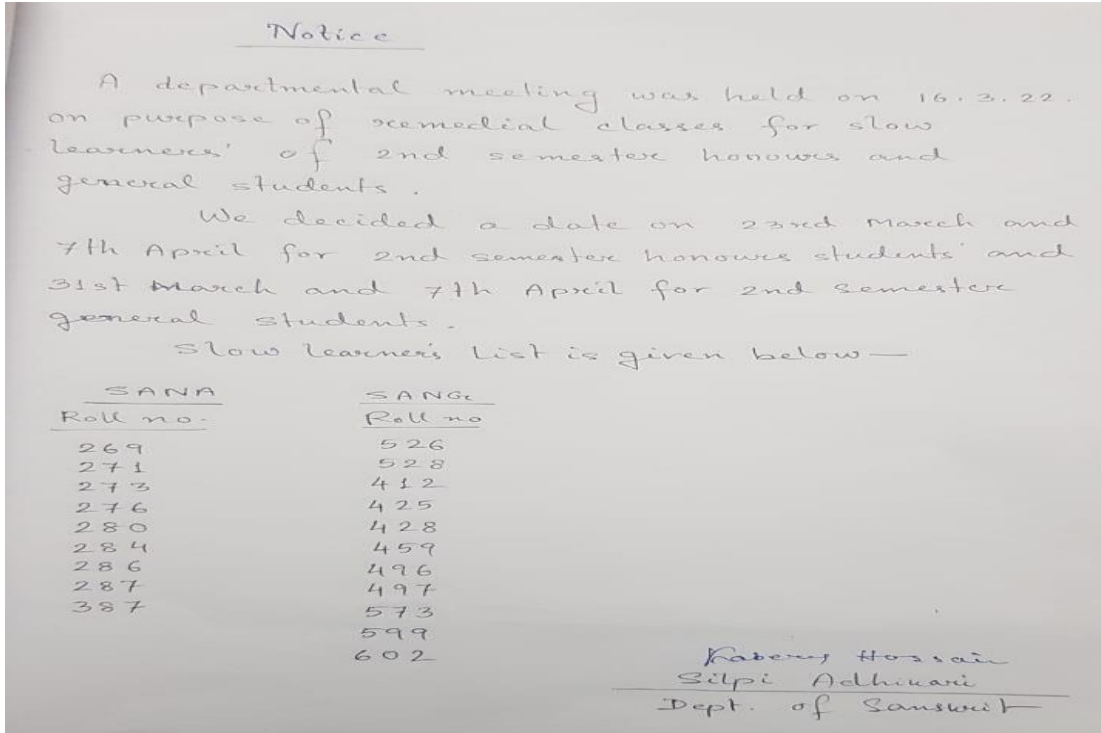 Notice
A departmental meeting was held on 16.3.22.
on purpose of remedial classes for slow
learners' of 2nd semester honours and
general students.
We decided a date on 23rd March and
7th April for 2nd semester honours students' and
31st March and 7th April for 2nd semester
general students.
Slow learner's List is given below—
SANA SANG
Roll no. Roll no
269 526
271 528
273 412
276 425
280 428
284 459
286 496
287 497
387 573
599
602
Kabery Hossain
Silpi Adhikari
Dept. of Sanskrit